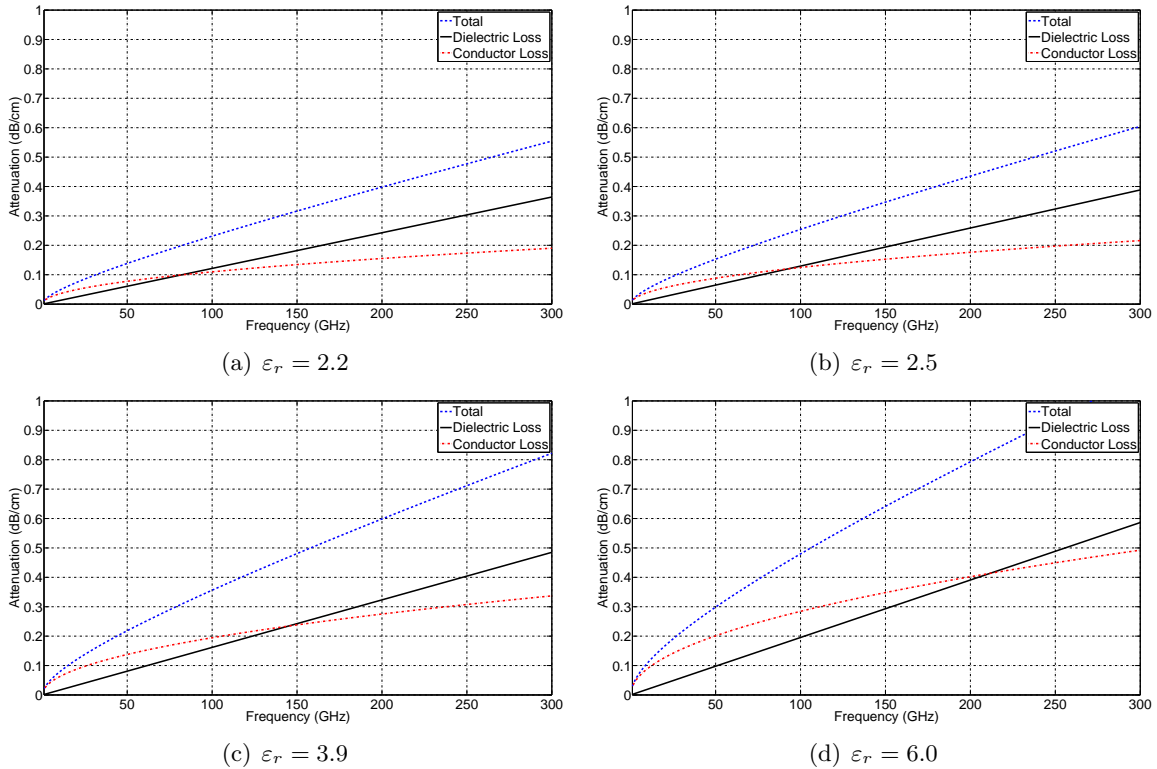 Total
Dielectric Loss
Conductor Loss
1
0.9
0.8
0.7
0.6
0.5
0.4
0.3
0.2
0.1
0
Attenuation (dB/cm)
50 100 150 200 250 300
Frequency (GHz)
(a) εr = 2.2
Total
Dielectric Loss
Conductor Loss
1
0.9
0.8
0.7
0.6
0.5
0.4
0.3
0.2
0.1
0
Attenuation (dB/cm)
50 100 150 200 250 300
Frequency (GHz)
(b) εr = 2.5
Total
Dielectric Loss
Conductor Loss
1
0.9
0.8
0.7
0.6
0.5
0.4
0.3
0.2
0.1
0
Attenuation (dB/cm)
50 100 150 200 250 300
Frequency (GHz)
(c) εr = 3.9
Total
Dielectric Loss
Conductor Loss
1
0.9
0.8
0.7
0.6
0.5
0.4
0.3
0.2
0.1
0
Attenuation (dB/cm)
50 100 150 200 250 300
Frequency (GHz)
(d) εr = 6.0